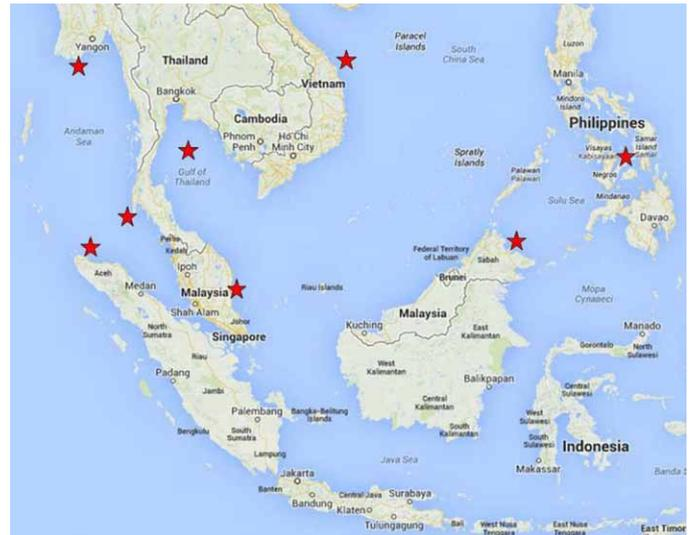 Paracel
Islands
South
China Sea
Luzon
Yangon
Thailand
Manila
Vietnam
Bangkok
Mindoro
Island
Andaman
Sea
Cambodia
Philippines
Phnom
Penh
Ho Chi
Minh City
Samar
Island
Samar
Visayas
Spratly
Islands
Gulf of
Thailand
Palawan
Palawan
Negros
Sulu Sea
Mindanao
Davao
Kedah
Federal Territory
of Labuan
Sabah
Aceh
Ipoh
Brunei
Medan
Malaysia
Riau Islands
Мора
Malaysia
Shah Alam
Johor
Kuching
Manado
North
Sumatra
Singapore
East
Kalimantan
Gorontalo
North
Sulawesi
Riau
West
Kalimantan
Padang
Balikpapan
Jambi
Central
Sulawesi
Central
Kalimantan
Palembang
Bangka-Belitung
Islands
West
Sulawesi
Bengkulu
South
Sumatra
South
Kalimantan
South
Sulawesi
Indonesia
Lampung
Java Sea
Makassar
Banda S
Jakarta
Banten
Central Java
Surabaya
Bandung
Klaten
Tulungagung
Bali
West Nusa
Tenggara
East Nusa
Tenggara
East Timor